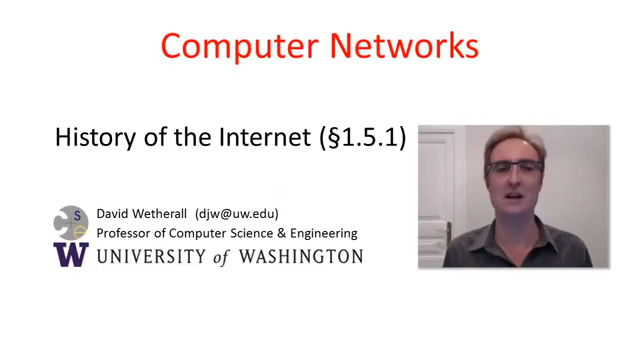 Computer Networks
History of the Internet (§1.5.1)
David Wetherall (djw@uw.edu)
Professor of Computer Science & Engineering
CSe
W UNIVERSITY of WASHINGTON